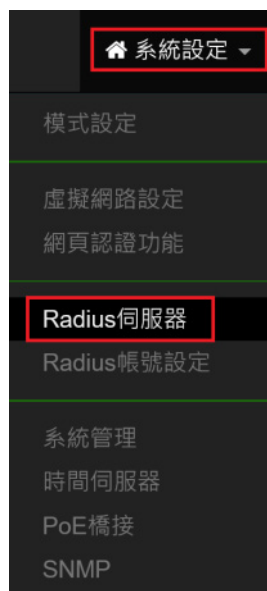 系統設定
模式設定
虛擬網路設定
網頁認證功能
Radius伺服器
Radius帳號設定
系統管理
時間伺服器
PoE橋接
SNMP